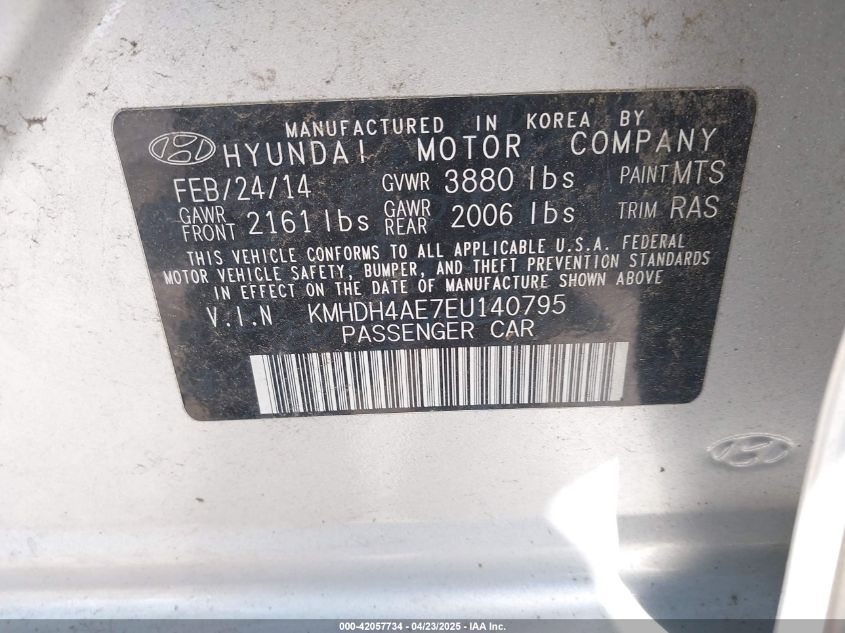 MANUFACTURED IN KOREA BY
HYUNDAI MOTOR COMPANY
FEB/24/14 GVWR 3880 lbs PAINT MTS
GAWR FRONT 2161 lbs GAWR REAR 2006 lbs TRIM RAS
THIS VEHICLE CONFORMS TO ALL APPLICABLE U.S.A. FEDERAL
MOTOR VEHICLE SAFETY, BUMPER, AND THEFT PREVENTION STANDARDS
IN EFFECT ON THE DATE OF MANUFACTURE SHOWN ABOVE
V.I.N KMHDH4AE7EU140795
PASSENGER CAR
000-42057734 - 04/23/2025 - IAA Inc.